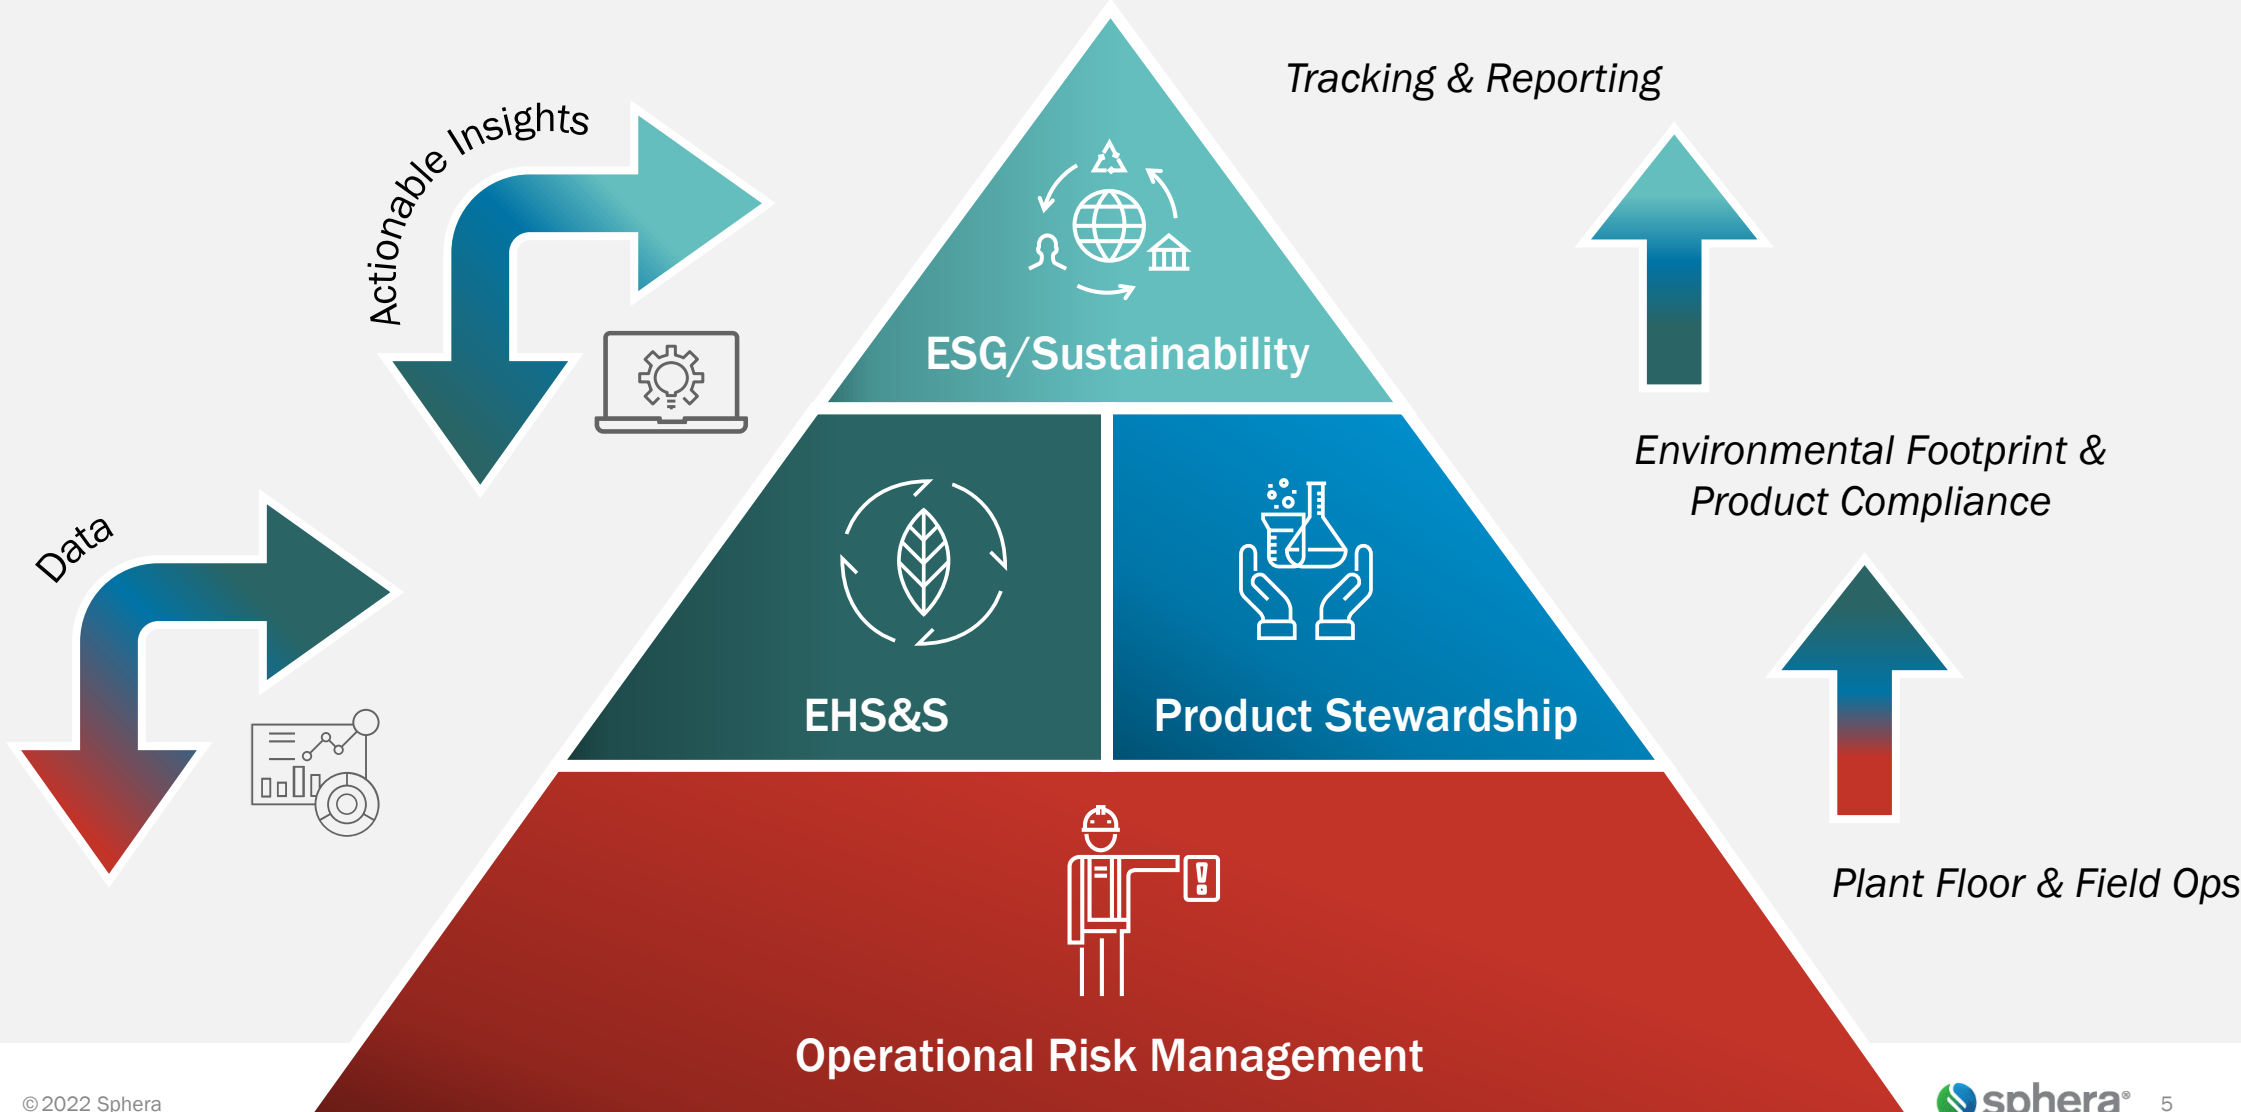 Tracking & Reporting
Actionable Insights
ESG/Sustainability
Environmental Footprint &
Product Compliance
Data
EHS&S
Product Stewardship
Plant Floor & Field Ops
Operational Risk Management
©2022 Sphera
sphera®
5